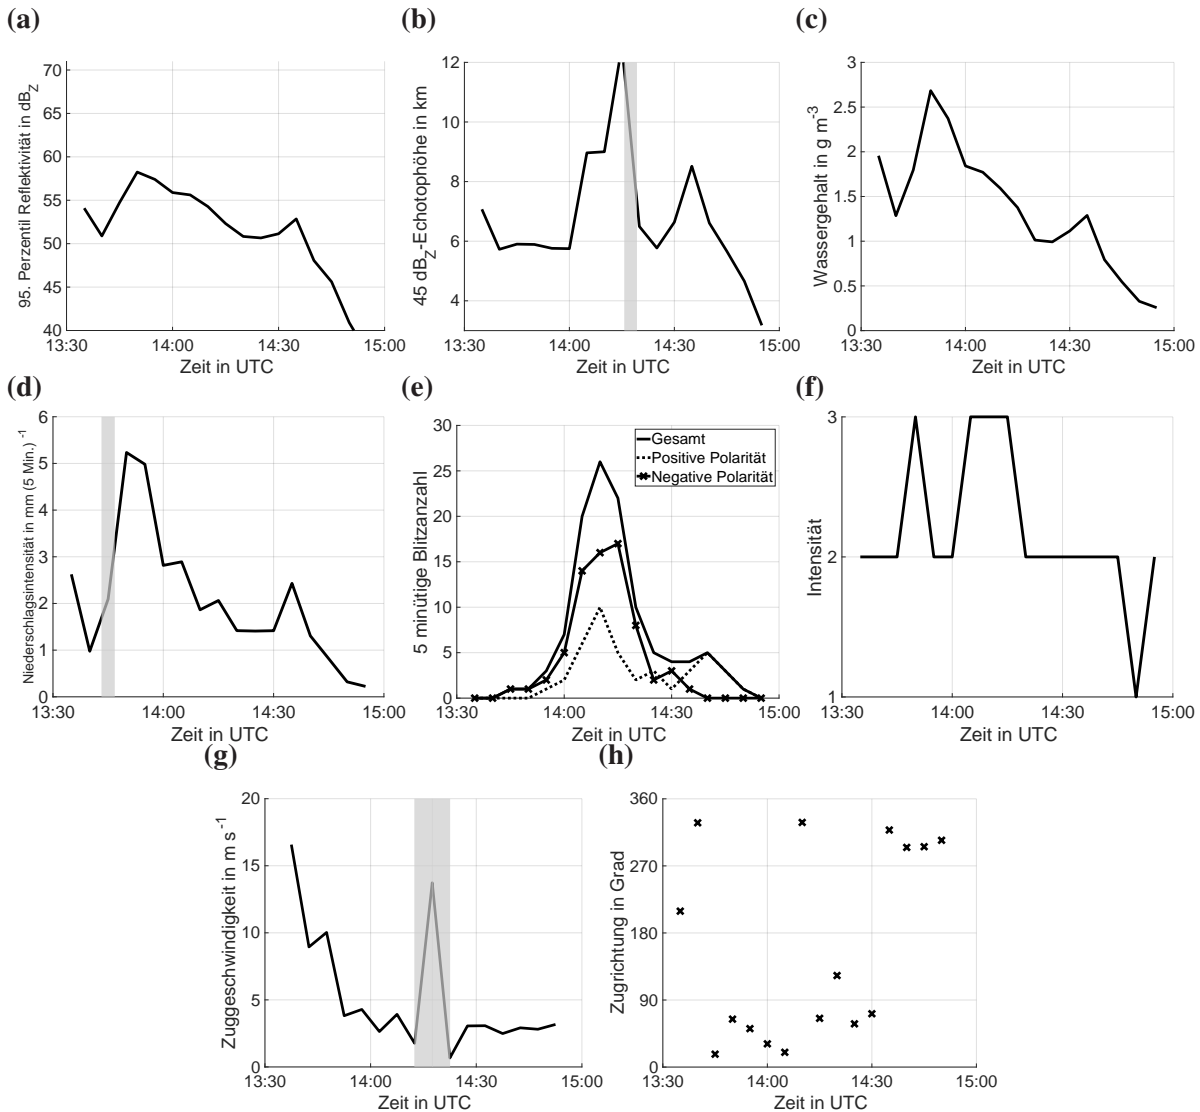 (a)
(b)
(c)
95. Perzentil Reflektivität in dB_Z
70
65
60
55
50
45
40
13:30 14:00 14:30 15:00
Zeit in UTC
45 dB_Z-Echotophöhe in km
12
10
8
6
4
13:30 14:00 14:30 15:00
Zeit in UTC
Wassergehalt in g m^-3
3
2.5
2
1.5
1
0.5
0
13:30 14:00 14:30 15:00
Zeit in UTC
(d)
(e)
(f)
Niederschlagsintensität in mm (5 Min.)^-1
6
5
4
3
2
1
0
13:30 14:00 14:30 15:00
Zeit in UTC
5 minütige Blitzanzahl
30
25
20
15
10
5
0
Gesamt
Positive Polarität
Negative Polarität
13:30 14:00 14:30 15:00
Zeit in UTC
Intensität
3
2
1
13:30 14:00 14:30 15:00
Zeit in UTC
(g)
(h)
Zuggeschwindigkeit in m s^-1
20
15
10
5
0
13:30 14:00 14:30 15:00
Zeit in UTC
Zugrichtung in Grad
360
270
180
90
0
13:30 14:00 14:30 15:00
Zeit in UTC